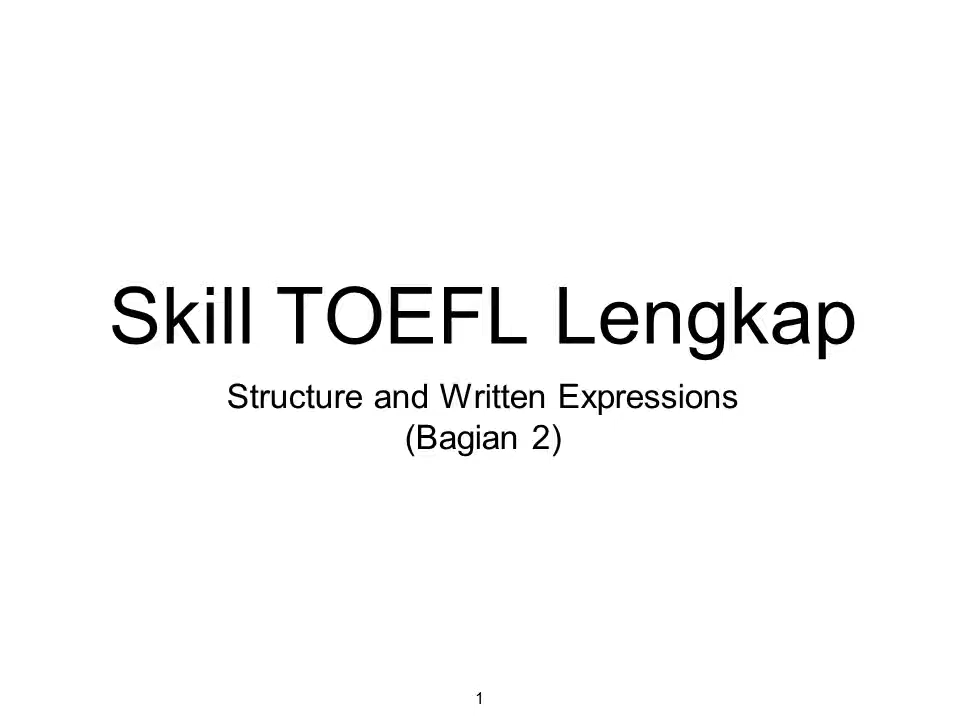 Skill TOEFL Lengkap
Structure and Written Expressions
(Bagian 2)
1